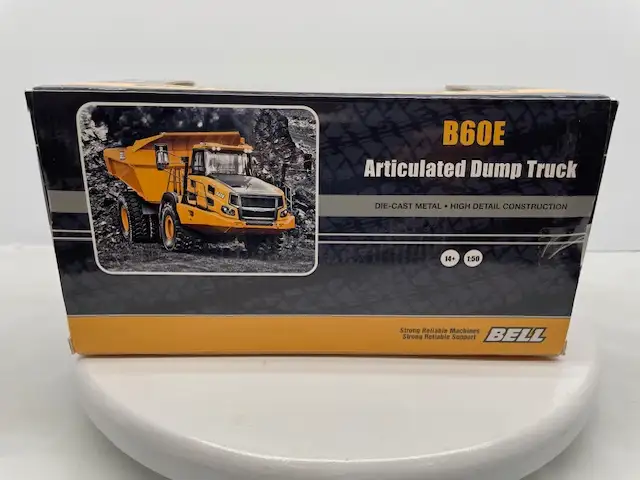 B60E
Articulated Dump Truck
DIE-CAST METAL • HIGH DETAIL CONSTRUCTION
14+ 1:50
Strong Reliable Machines
Strong Reliable Support
BELL